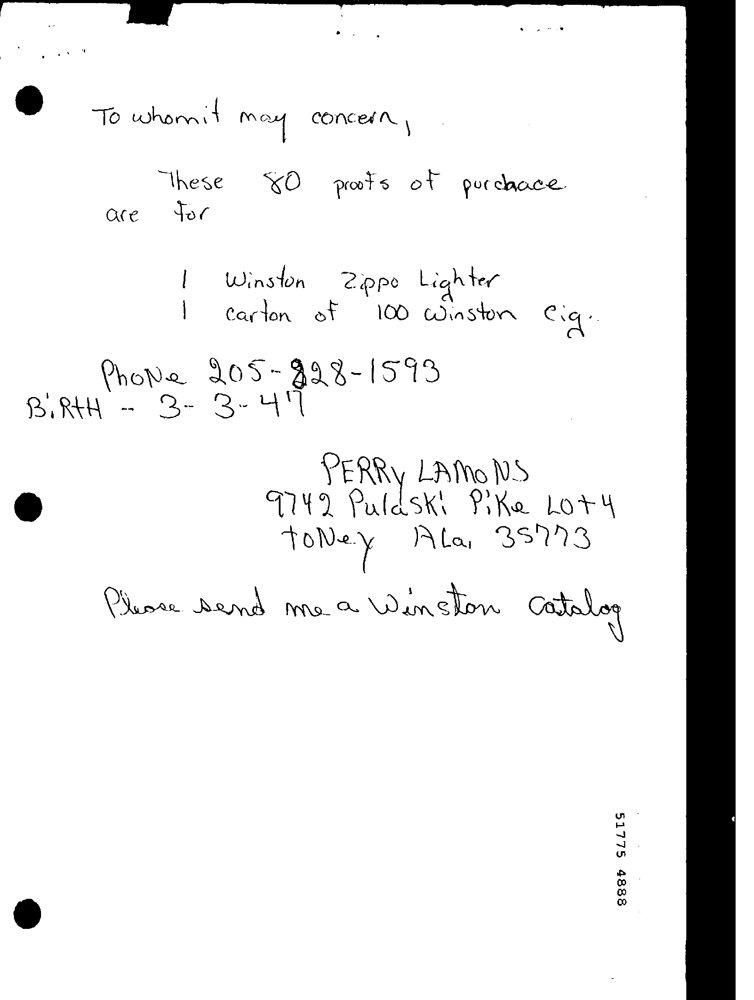 To whomit may concern,
These 80 proofs of purchace
are for
1 Winston Zippo Lighter
1 carton of 100 Winston Cig..
PhoNe 205-828-1593
BiRtH -- 3-3-47
PERRy LAMoNS
9742 Pulaski PiKe Lot 4
toNey ALa, 35773
Please send me a Winston Catalog
51775 4888